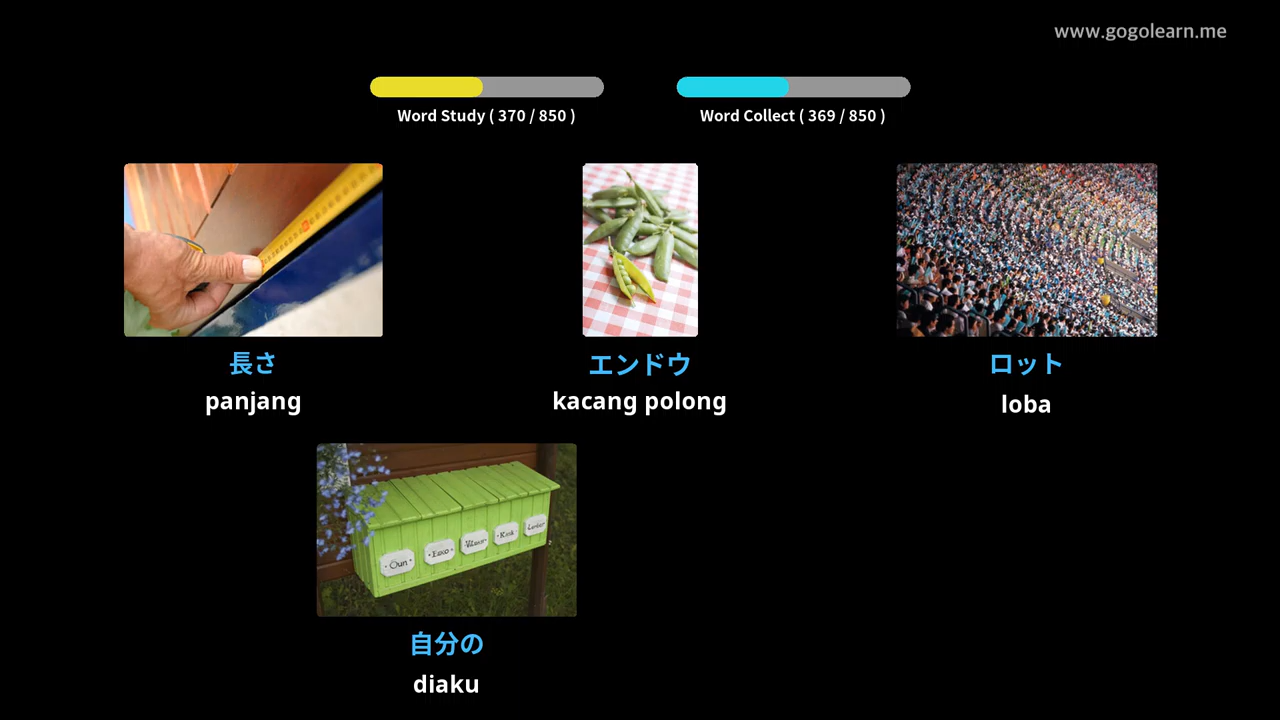 www.gogolearn.me
Word Study ( 370 / 850 )
Word Collect ( 369 / 850 )
長さ
panjang
エンドウ
kacang polong
ロット
loba
Õun
自分の
diaku